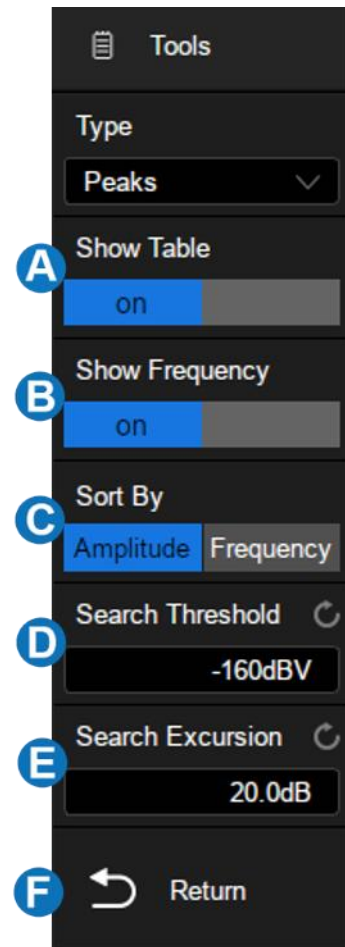 Tools
Type
Peaks
A
Show Table
on
B
Show Frequency
on
C
Sort By
Amplitude Frequency
D
Search Threshold
-160dBV
E
Search Excursion
20.0dB
F
Return